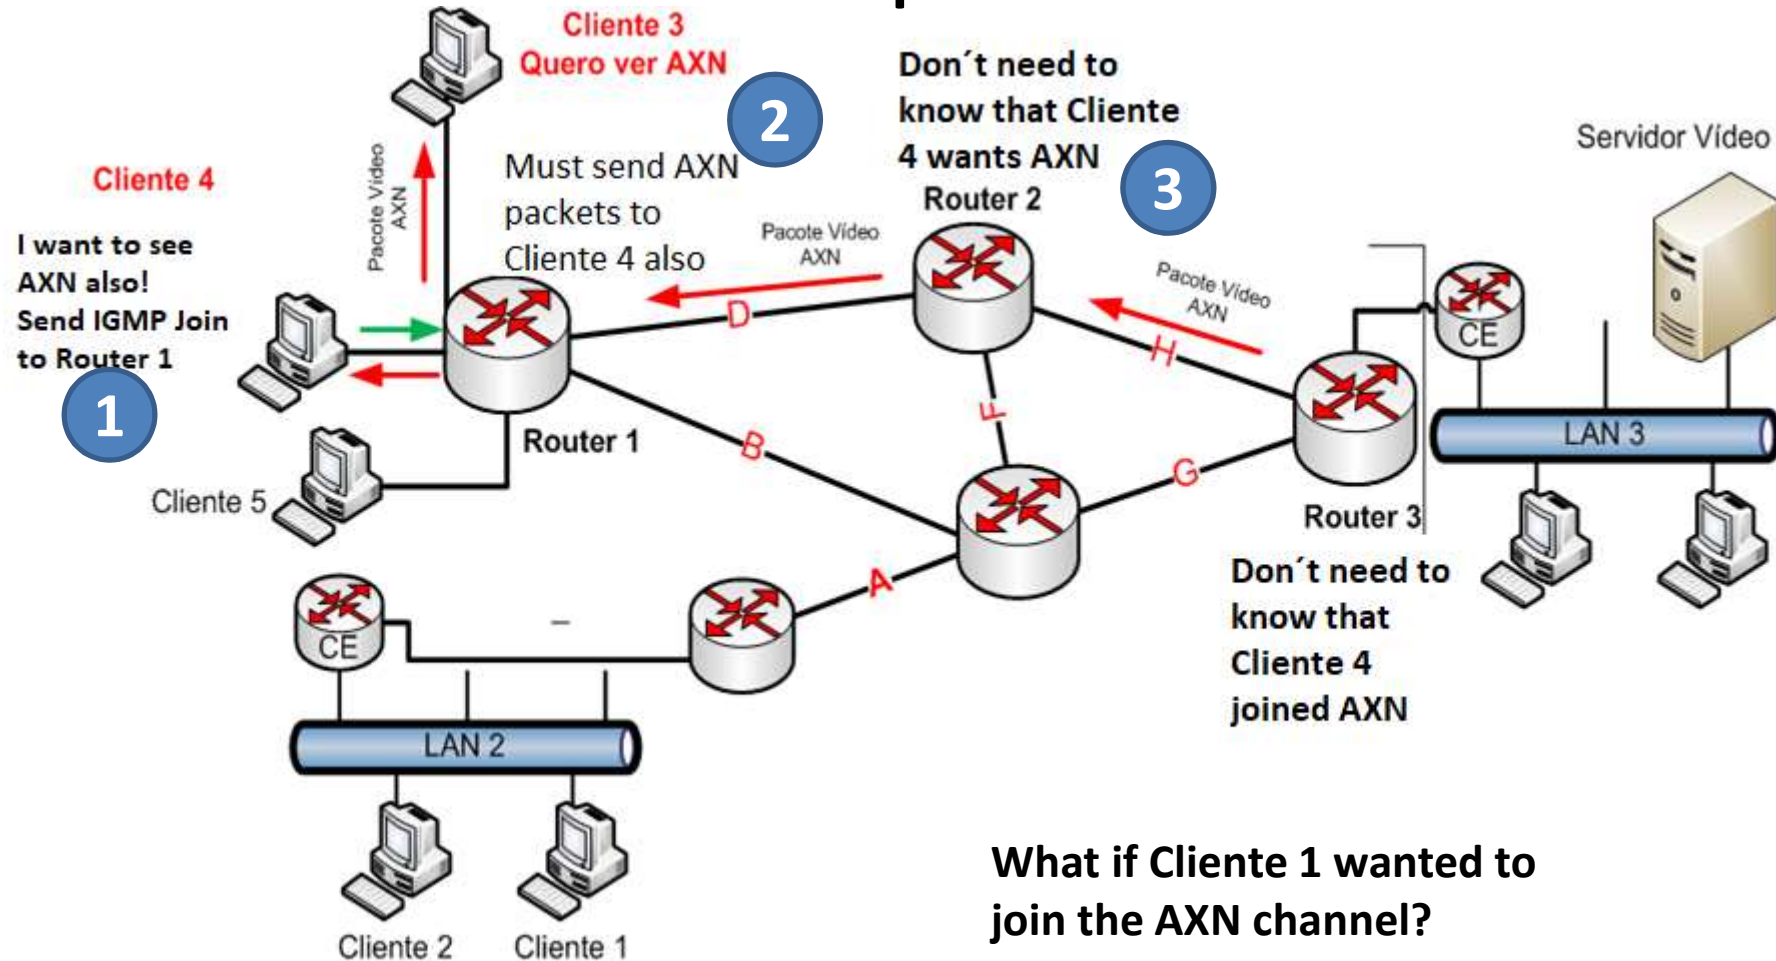 Cliente 3
Quero ver AXN
2
Don´t need to
know that Cliente
4 wants AXN
3
Servidor Vídeo
Cliente 4
Pacote Vídeo
AXN
Must send AXN
packets to
Cliente 4 also
Router 2
I want to see
AXN also!
Send IGMP Join
to Router 1
1
Pacote Vídeo
AXN
Pacote Vídeo
AXN
D
H
CE
F
Router 1
B
G
LAN 3
Cliente 5
Router 3
A
Don´t need to
know that
Cliente 4
joined AXN
CE
LAN 2
Cliente 2
Cliente 1
What if Cliente 1 wanted to
join the AXN channel?